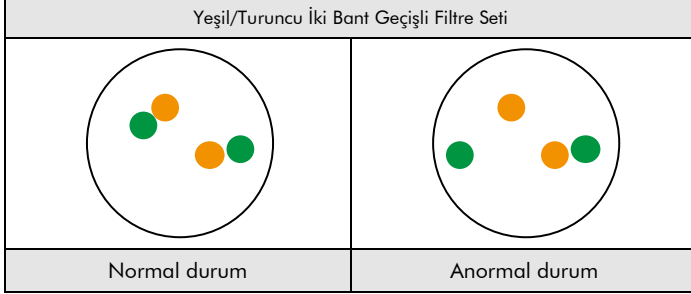 Yeşil/Turuncu İki Bant Geçişli Filtre Seti
Normal durum
Anormal durum